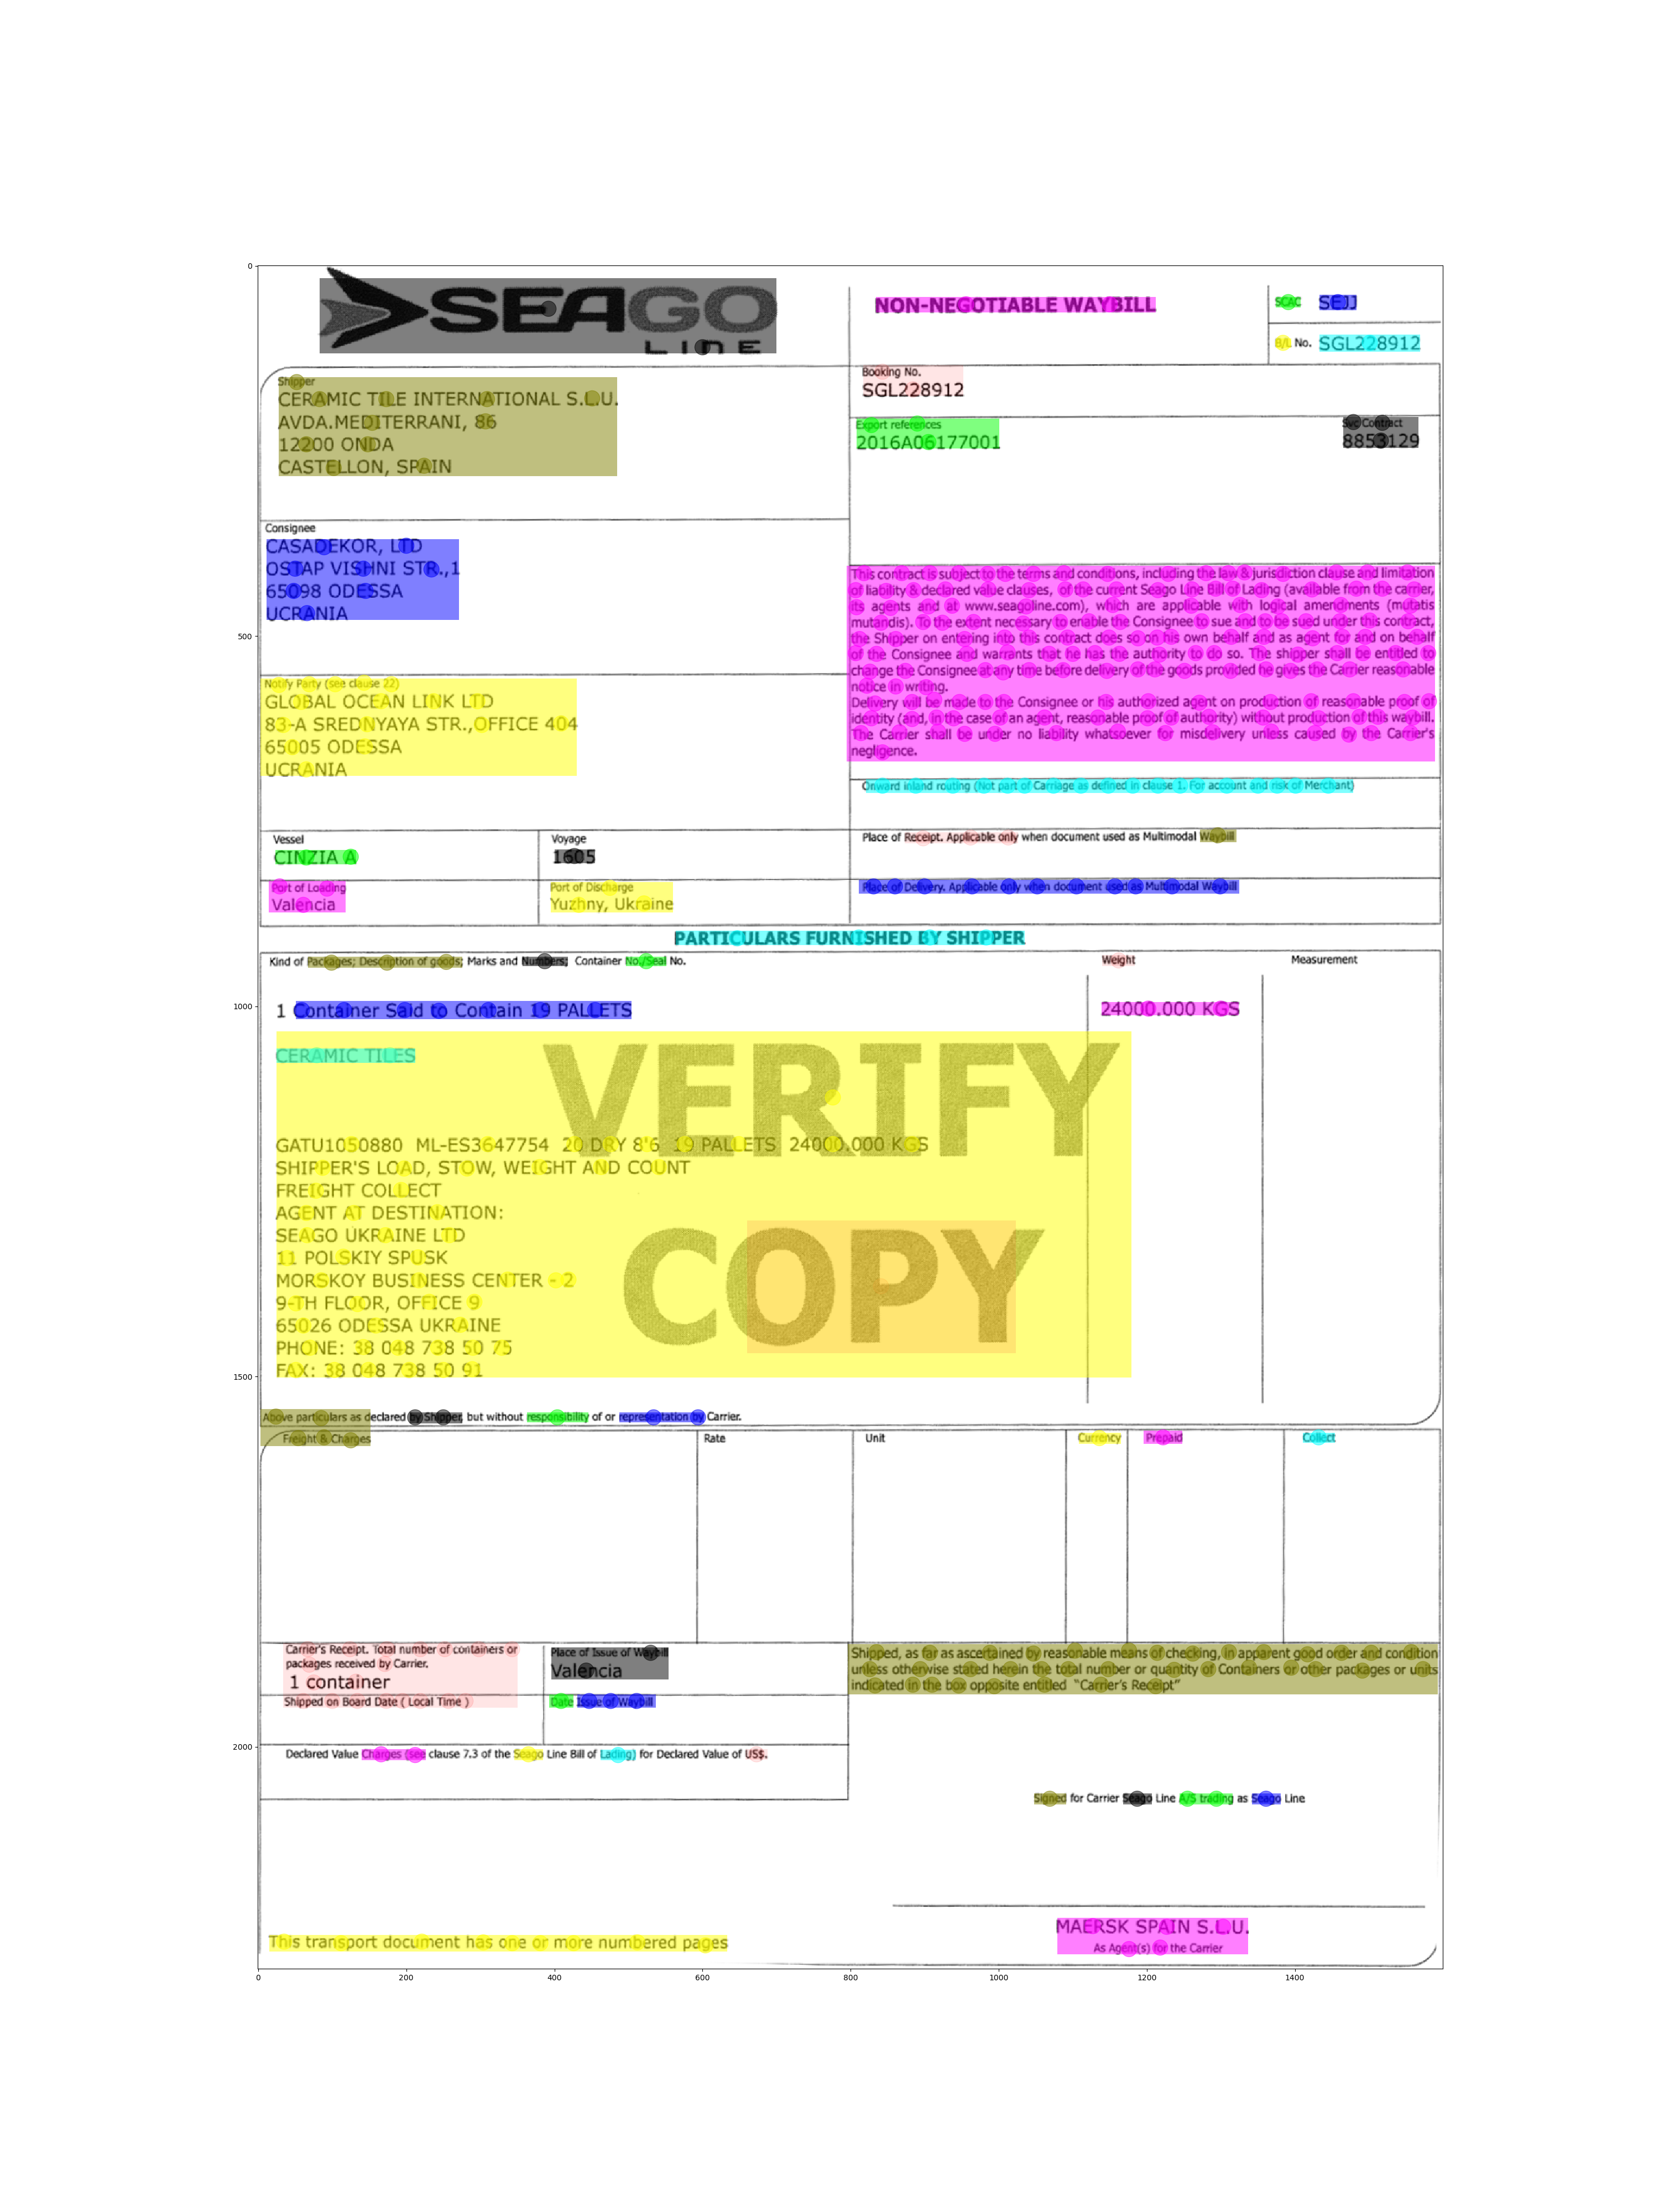 SEAGO
LINE
NON-NEGOTIABLE WAYBILL
SCAC SEJJ
B/L No. SGL228912
Shipper
CERAMIC TILE INTERNATIONAL S.L.U.
AVDA.MEDITERRANI, 86
12200 ONDA
CASTELLON, SPAIN
Booking No.
SGL228912
Export references
2016A06177001
Svc Contract
8853129
Consignee
CASADEKOR, LTD
OSTAP VISHNI STR.,1
65098 ODESSA
UCRANIA
This contract is subject to the terms and conditions, including the law & jurisdiction clause and limitation
of liability & declared value clauses, of the current Seago Line Bill of Lading (available from the carrier,
its agents and at www.seagoline.com), which are applicable with logical amendments (mutatis
mutandis). To the extent necessary to enable the Consignee to sue and to be sued under this contract,
the Shipper on entering into this contract does so on his own behalf and as agent for and on behalf
of the Consignee and warrants that he has the authority to do so. The shipper shall be entitled to
change the Consignee at any time before delivery of the goods provided he gives the Carrier reasonable
notice in writing.
Delivery will be made to the Consignee or his authorized agent on production of reasonable proof of
identity (and, in the case of an agent, reasonable proof of authority) without production of this waybill.
The Carrier shall be under no liability whatsoever for misdelivery unless caused by the Carrier's
negligence.
Notify Party (see clause 22)
GLOBAL OCEAN LINK LTD
83-A SREDNYAYA STR.,OFFICE 404
65005 ODESSA
UCRANIA
Onward inland routing (Not part of Carriage as defined in clause 1. For account and risk of Merchant)
Vessel
CINZIA A
Voyage
1605
Place of Receipt. Applicable only when document used as Multimodal Waybill
Port of Loading
Valencia
Port of Discharge
Yuzhny, Ukraine
Place of Delivery. Applicable only when document used as Multimodal Waybill
PARTICULARS FURNISHED BY SHIPPER
Kind of Packages; Description of goods; Marks and Numbers; Container No./Seal No. Weight Measurement
1 Container Said to Contain 19 PALLETS 24000.000 KGS
CERAMIC TILES
VERIFY
GATU1050880 ML-ES3647754 20 DRY 8'6 19 PALLETS 24000.000 KGS
SHIPPER'S LOAD, STOW, WEIGHT AND COUNT
FREIGHT COLLECT
AGENT AT DESTINATION:
SEAGO UKRAINE LTD
11 POLSKIY SPUSK
COPY
MORSKOY BUSINESS CENTER - 2
9-TH FLOOR, OFFICE 9
65026 ODESSA UKRAINE
PHONE: 38 048 738 50 75
FAX: 38 048 738 50 91
Above particulars as declared by Shipper, but without responsibility of or representation by Carrier.
Freight & Charges Rate Unit Currency Prepaid Collect
Carrier's Receipt. Total number of containers or
packages received by Carrier.
1 container
Place of Issue of Waybill
Valencia
Shipped, as far as ascertained by reasonable means of checking, in apparent good order and condition
unless otherwise stated herein the total number or quantity of Containers or other packages or units
indicated in the box opposite entitled "Carrier's Receipt"
Shipped on Board Date ( Local Time )
Date Issue of Waybill
Declared Value Charges (see clause 7.3 of the Seago Line Bill of Lading) for Declared Value of US$.
Signed for Carrier Seago Line A/S trading as Seago Line
MAERSK SPAIN S.L.U.
As Agent(s) for the Carrier
This transport document has one or more numbered pages
0
500
1000
1500
2000
0 200 400 600 800 1000 1200 1400